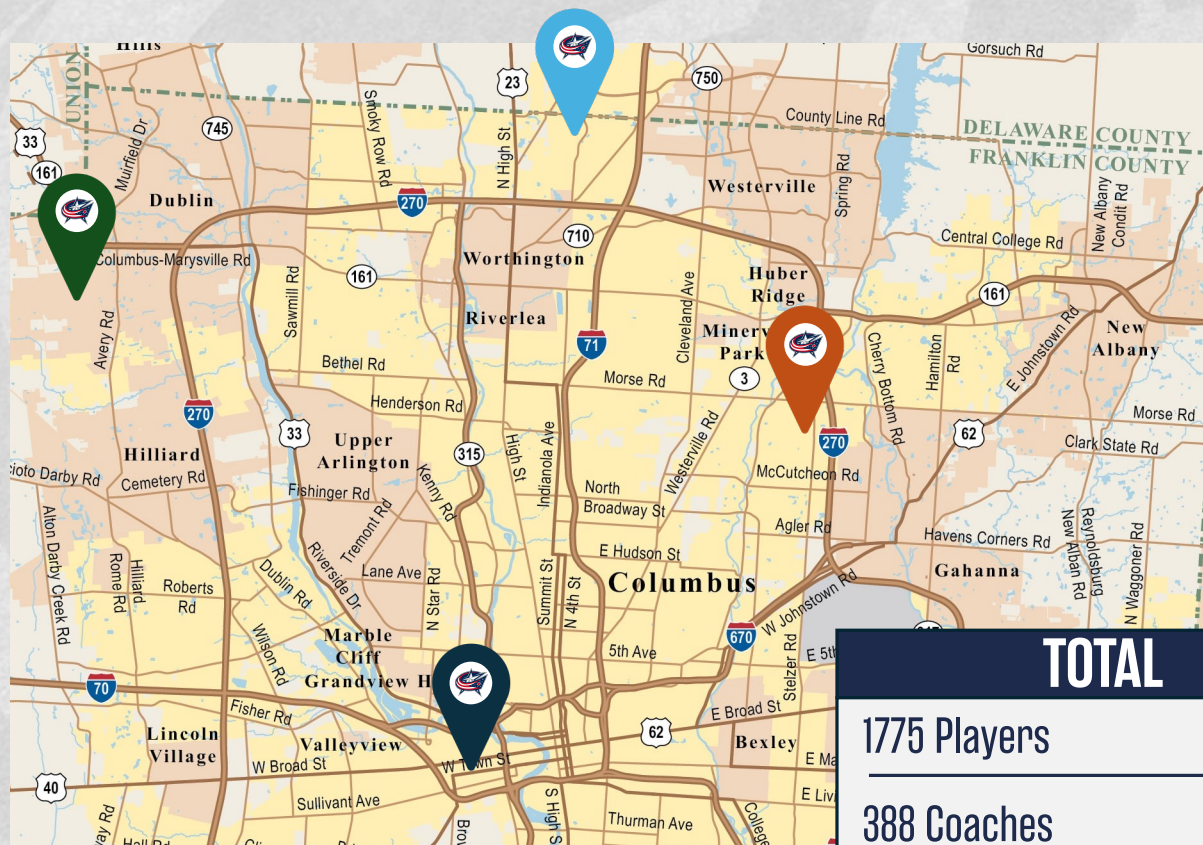 Hills
Gorsuch Rd
UNION
23
750
33
745
Muirfield Dr
Smoky Row Rd
N High St
County Line Rd
DELAWARE COUNTY
FRANKLIN COUNTY
161
Dublin
270
Westerville
Spring Rd
New Albany
Condit Rd
710
Central College Rd
Columbus-Marysville Rd
161
Worthington
Huber
Ridge
161
Sawmill Rd
Avery Rd
Riverlea
71
Cleveland Ave
Park
New
Albany
E Johnstown Rd
Hamilton
Rd
Cherry Bottom Rd
Bethel Rd
Morse Rd
3
Henderson Rd
270
33
Upper
Arlington
315
High St
Indianola Ave
Westerville Rd
270
62
Morse Rd
Clark State Rd
Hilliard
Cemetery Rd
Fishinger Rd
Kenny Rd
McCutcheon Rd
North
Broadway St
Alton Darby Creek Rd
Tremont Rd
Agler Rd
Havens Corners Rd
Reynoldsburg
New Alban Rd
N Waggoner Rd
E Hudson St
Hilliard
Rome Rd
Roberts
Rd
Dublin Rd
Riverside Dr
Lane Ave
N Star Rd
Summit St
N 4th St
Columbus
Gahanna
W Johnstown Rd
670
Wilson Rd
Marble
Cliff
Grandview H
5th Ave
Stelzer Rd
E 5th
70
Fisher Rd
E Broad St
62
Lincoln
Village
Valleyview
W Broad St
W Town St
Bexley
40
Sullivant Ave
S High S
Thurman Ave
College
TOTAL
1775 Players
388 Coaches